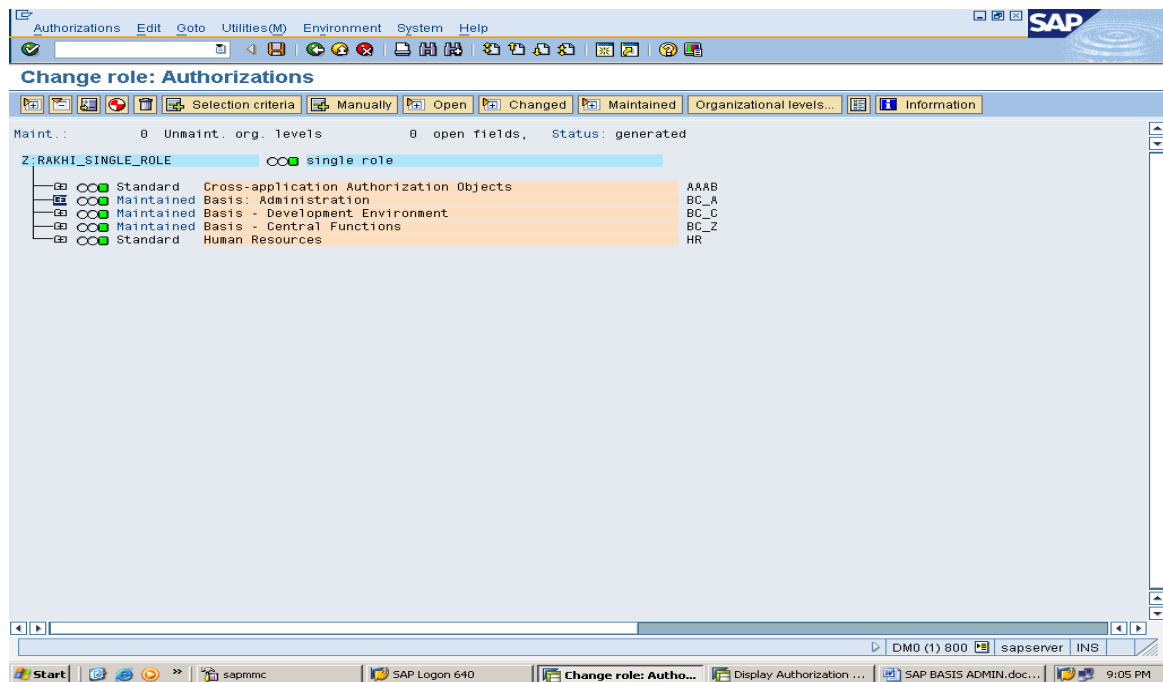 Authorizations Edit Goto Utilities(M) Environment System Help
SAP
Change role: Authorizations
Selection criteria Manually Open Changed Maintained Organizational levels... Information
Maint.: 0 Unmaint. org. levels 0 open fields, Status: generated
Z:RAKHI_SINGLE_ROLE single role
Standard Cross-application Authorization Objects AAAB
Maintained Basis: Administration BC_A
Maintained Basis - Development Environment BC_C
Maintained Basis - Central Functions BC_Z
Standard Human Resources HR
DM0 (1) 800 sapserver INS
Start » sapmmc SAP Logon 640 Change role: Autho... Display Authorization ... SAP BASIS ADMIN.doc... 9:05 PM